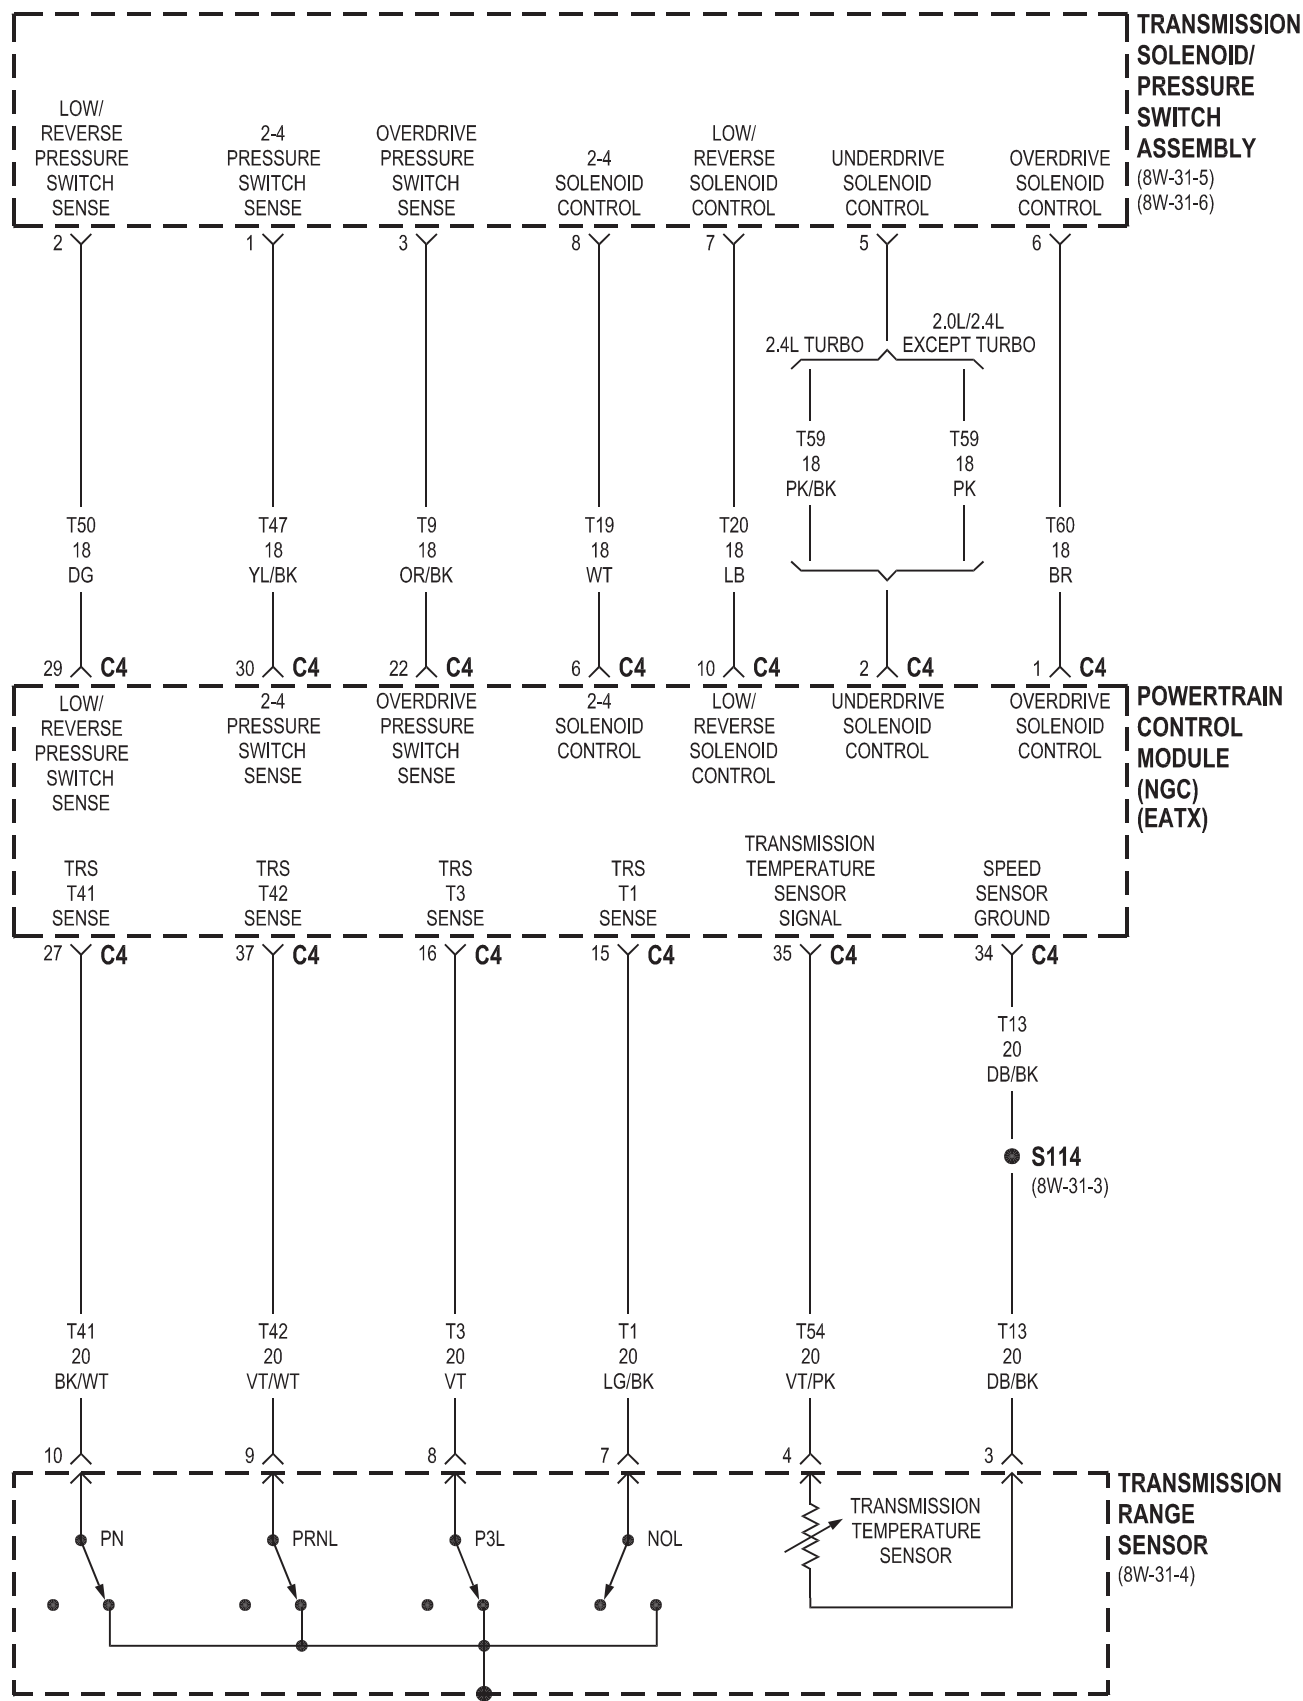 TRANSMISSION
SOLENOID/
PRESSURE
SWITCH
ASSEMBLY
(8W-31-5)
(8W-31-6)
LOW/
REVERSE
PRESSURE
SWITCH
SENSE
2-4
PRESSURE
SWITCH
SENSE
OVERDRIVE
PRESSURE
SWITCH
SENSE
2-4
SOLENOID
CONTROL
LOW/
REVERSE
SOLENOID
CONTROL
UNDERDRIVE
SOLENOID
CONTROL
OVERDRIVE
SOLENOID
CONTROL
2 1 3 8 7 5 6
2.4L TURBO
2.0L/2.4L
EXCEPT TURBO
T59
18
PK/BK
T59
18
PK
T50
18
DG
T47
18
YL/BK
T9
18
OR/BK
T19
18
WT
T20
18
LB
T60
18
BR
29 C4 30 C4 22 C4 6 C4 10 C4 2 C4 1 C4
POWERTRAIN
CONTROL
MODULE
(NGC)
(EATX)
LOW/
REVERSE
PRESSURE
SWITCH
SENSE
2-4
PRESSURE
SWITCH
SENSE
OVERDRIVE
PRESSURE
SWITCH
SENSE
2-4
SOLENOID
CONTROL
LOW/
REVERSE
SOLENOID
CONTROL
UNDERDRIVE
SOLENOID
CONTROL
OVERDRIVE
SOLENOID
CONTROL
TRS
T41
SENSE
TRS
T42
SENSE
TRS
T3
SENSE
TRS
T1
SENSE
TRANSMISSION
TEMPERATURE
SENSOR
SIGNAL
SPEED
SENSOR
GROUND
27 C4 37 C4 16 C4 15 C4 35 C4 34 C4
T13
20
DB/BK
S114
(8W-31-3)
T41
20
BK/WT
T42
20
VT/WT
T3
20
VT
T1
20
LG/BK
T54
20
VT/PK
T13
20
DB/BK
10 9 8 7 4 3
TRANSMISSION
RANGE
SENSOR
(8W-31-4)
PN
PRNL
P3L
NOL
TRANSMISSION
TEMPERATURE
SENSOR